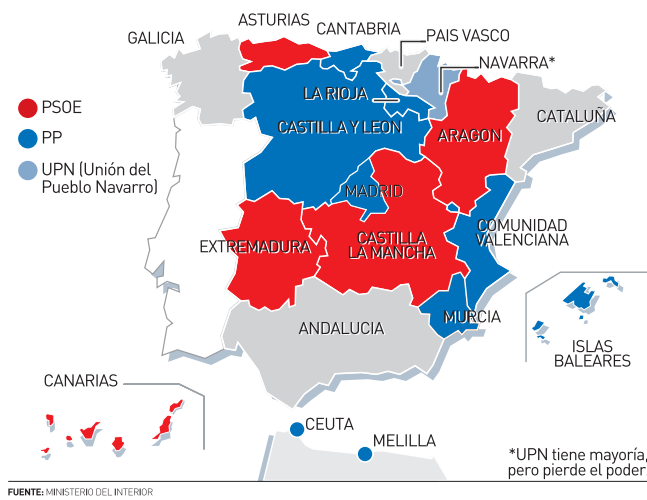 ASTURIAS
CANTABRIA
GALICIA
PAIS VASCO
NAVARRA*
LA RIOJA
PSOE
PP
UPN (Unión del
Pueblo Navarro)
CASTILLA Y LEON
ARAGON
CATALUÑA
MADRID
EXTREMADURA
CASTILLA
LA MANCHA
COMUNIDAD
VALENCIANA
MURCIA
ANDALUCIA
ISLAS
BALEARES
CANARIAS
CEUTA
MELILLA
*UPN tiene mayoría,
pero pierde el poder.
FUENTE: MINISTERIO DEL INTERIOR